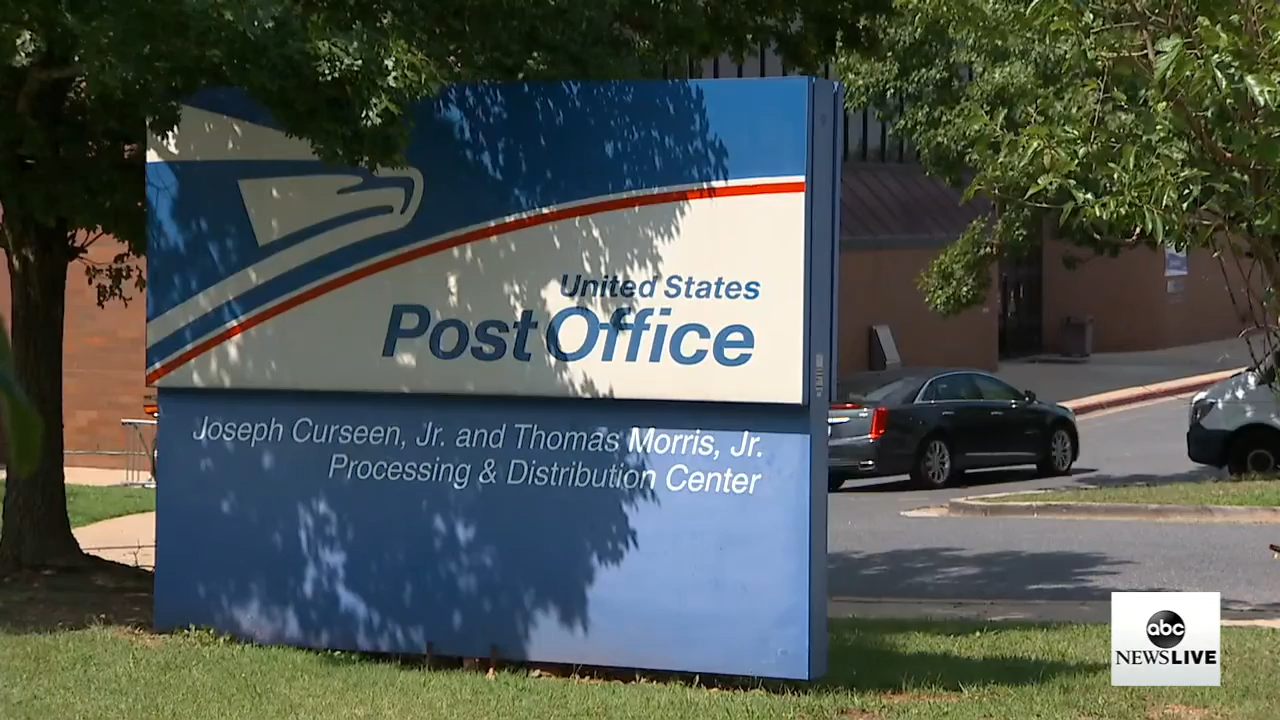 United States
Post Office
Joseph Curseen, Jr. and Thomas Morris, Jr.
Processing & Distribution Center
abc
NEWS LIVE